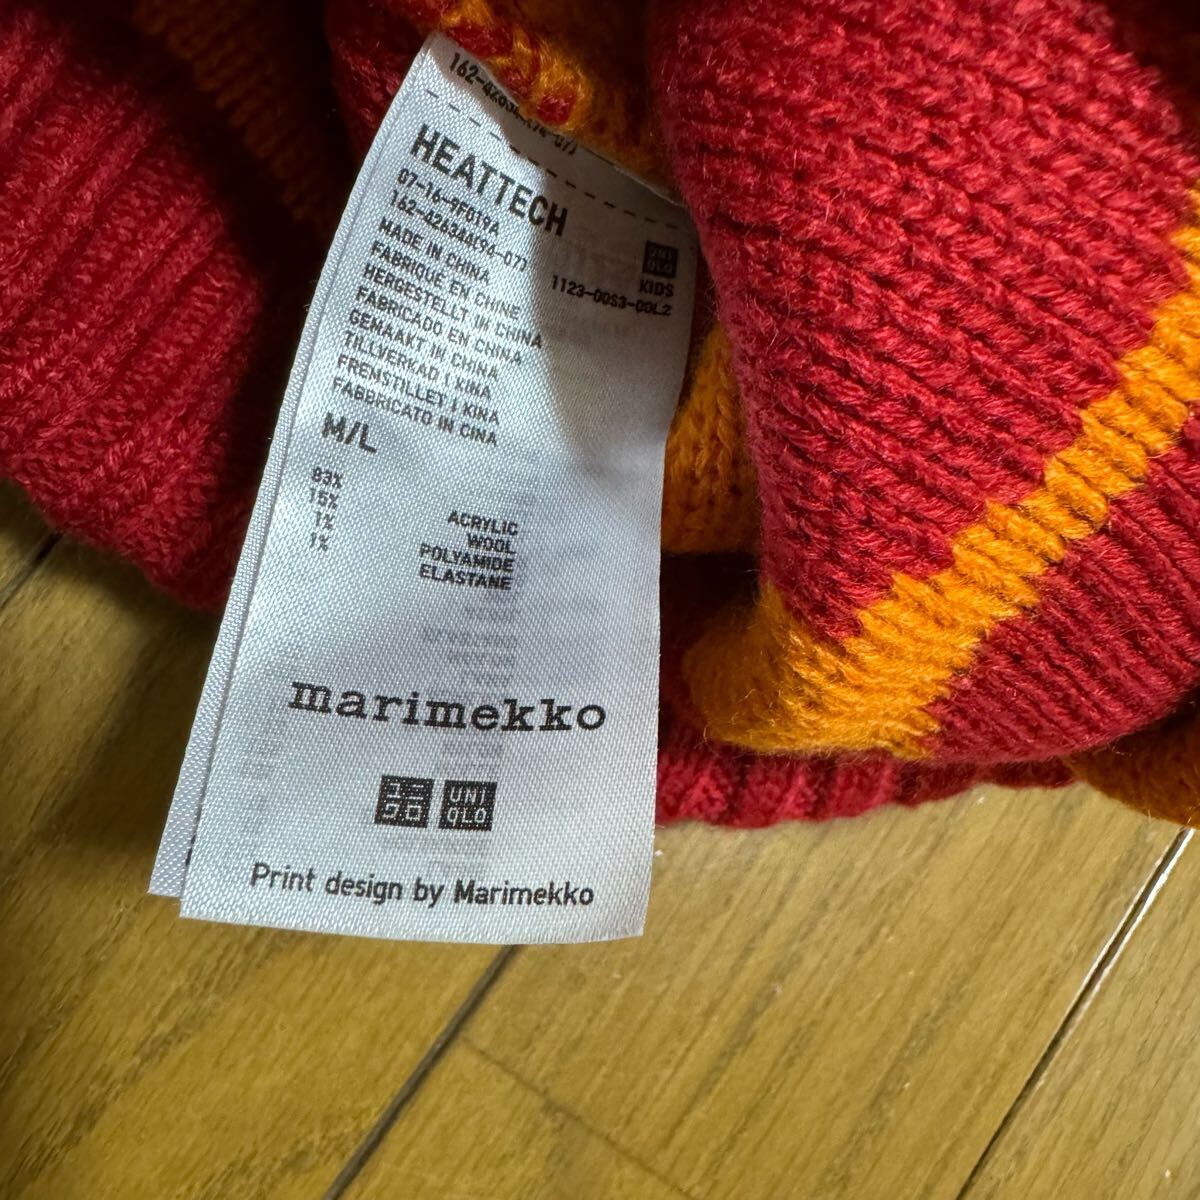 HEATTECH
07-16-9F019A
162-426346(94-07)
UNI
QLO
KIDS
1123-00S3-00L2
MADE IN CHINA
FABRIQUE EN CHINE
HERGESTELLT IN CHINA
FABRICADO EN CHINA
GEMAAKT IN CHINA
TILLVERKAD I KINA
FREMSTILLET I KINA
FABBRICATO IN CINA
M/L
83% ACRYLIC
15% WOOL
1% POLYAMIDE
1% ELASTANE
marimekko
ユニ
クロ
UNI
QLO
Print design by Marimekko